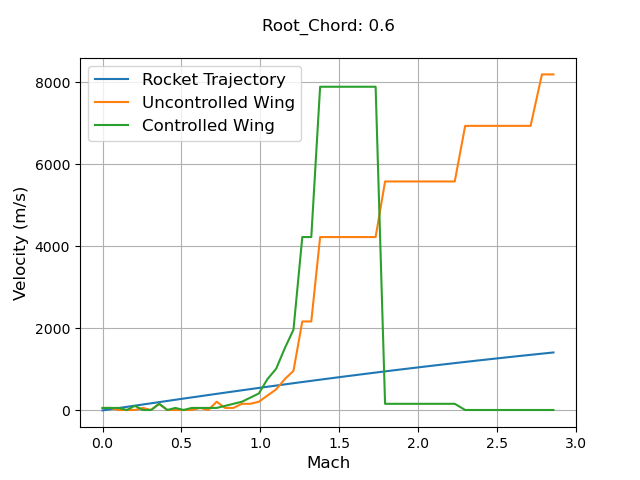 Root_Chord: 0.6
Rocket Trajectory
Uncontrolled Wing
Controlled Wing
8000
6000
4000
2000
0
Velocity (m/s)
0.0 0.5 1.0 1.5 2.0 2.5 3.0
Mach